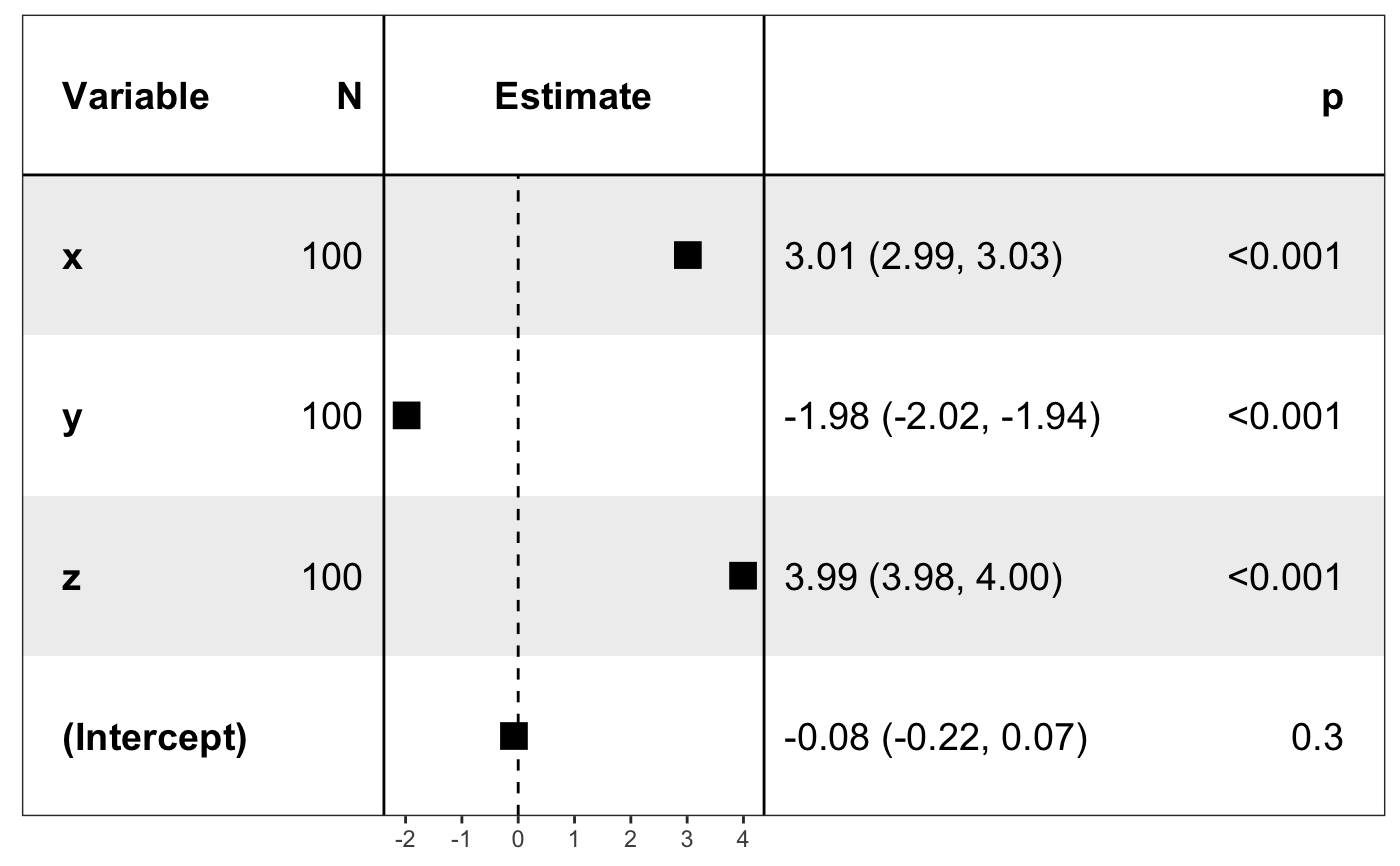 Variable N Estimate p
x 100 3.01 (2.99, 3.03) <0.001
y 100 -1.98 (-2.02, -1.94) <0.001
z 100 3.99 (3.98, 4.00) <0.001
(Intercept) -0.08 (-0.22, 0.07) 0.3
-2 -1 0 1 2 3 4